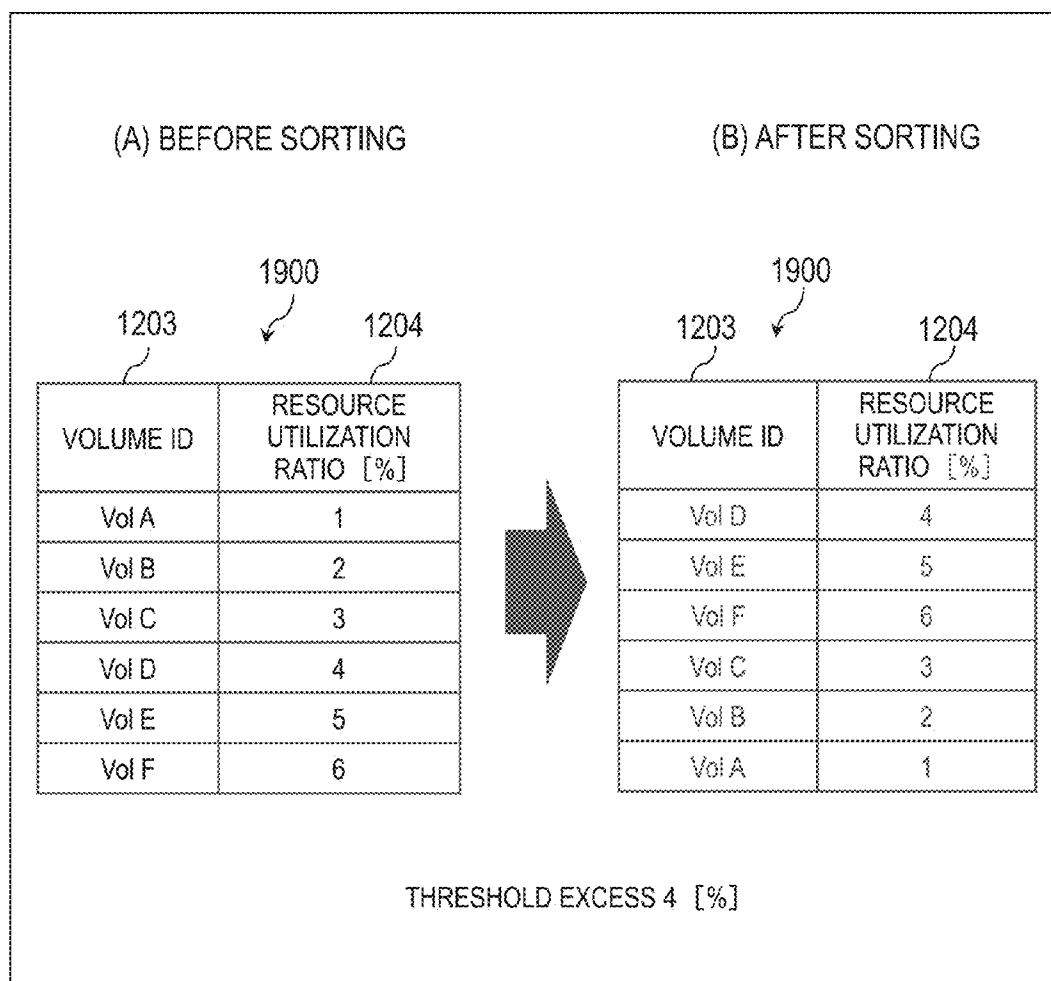 (A) BEFORE SORTING
(B) AFTER SORTING
1900
1203
1204
VOLUME ID
RESOURCE
UTILIZATION
RATIO [%]
Vol A 1
Vol B 2
Vol C 3
Vol D 4
Vol E 5
Vol F 6
1900
1203
1204
VOLUME ID
RESOURCE
UTILIZATION
RATIO [%]
Vol D 4
Vol E 5
Vol F 6
Vol C 3
Vol B 2
Vol A 1
THRESHOLD EXCESS 4 [%]